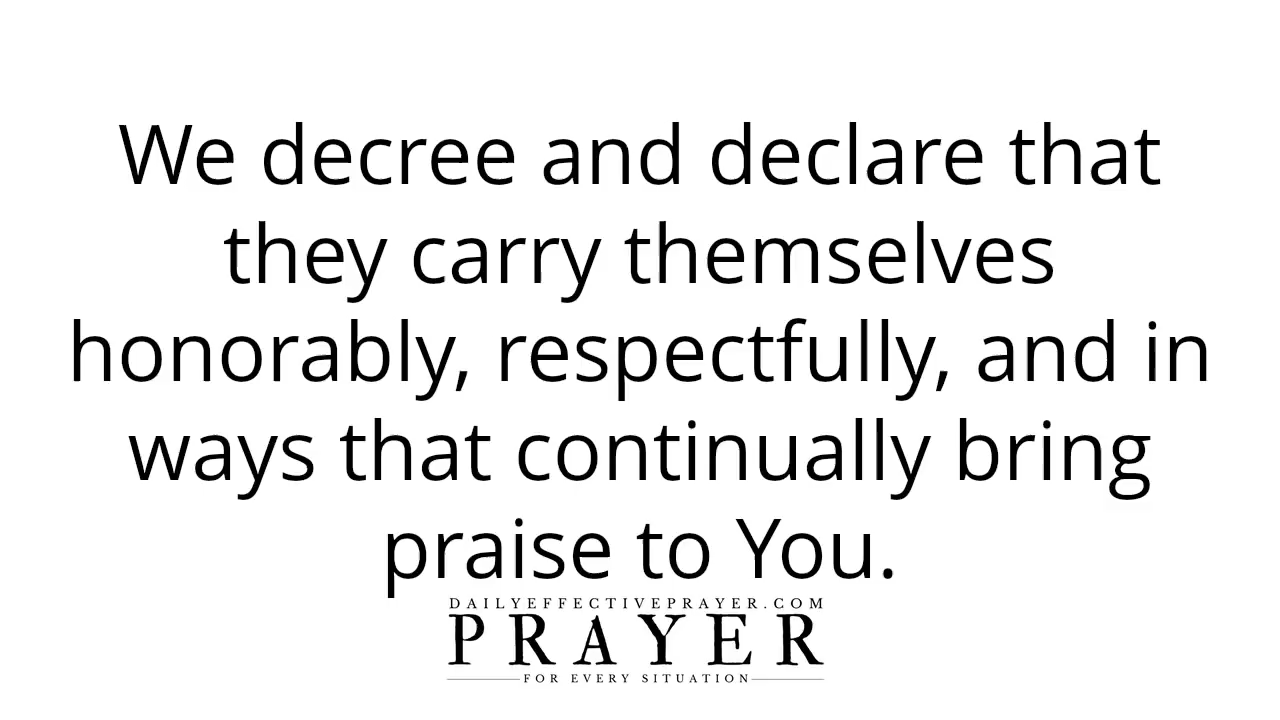 We decree and declare that
they carry themselves
honorably, respectfully, and in
ways that continually bring
praise to You.
DAILYEFFECTIVEPRAYER.COM
PRAYER
FOR EVERY SITUATION